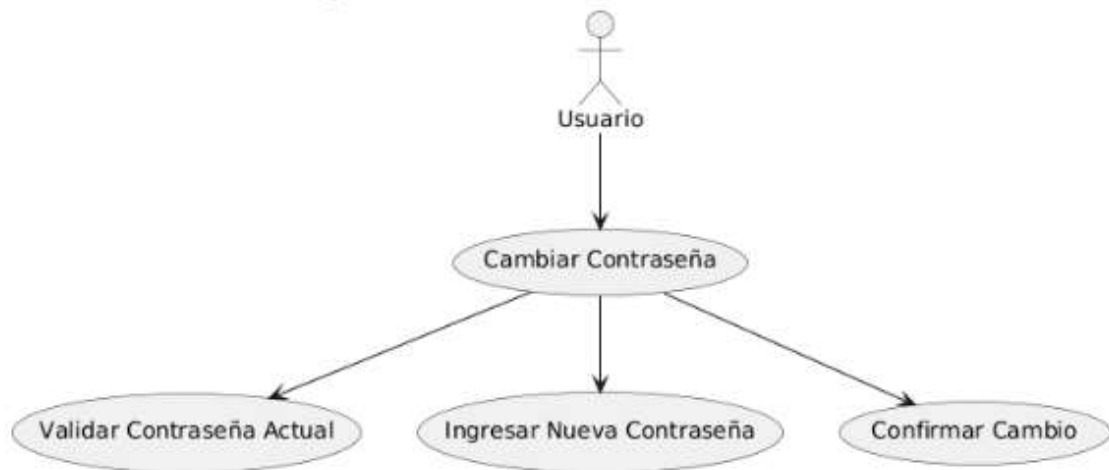 Usuario
Cambiar Contraseña
Validar Contraseña Actual
Ingresar Nueva Contraseña
Confirmar Cambio